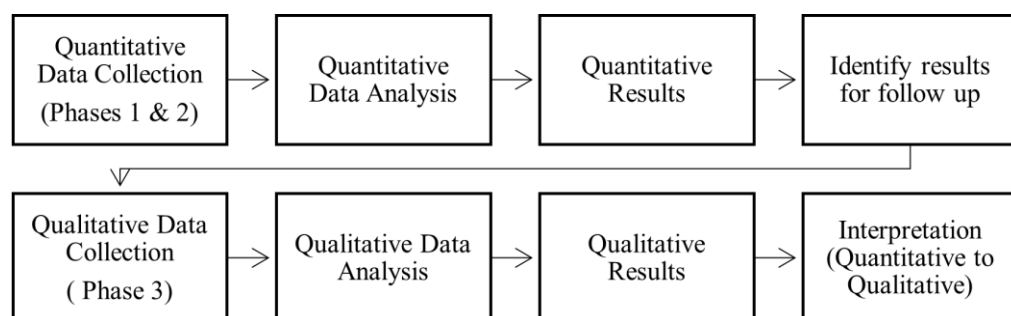 Quantitative
Data Collection
(Phases 1 & 2)
Quantitative
Data Analysis
Quantitative
Results
Identify results
for follow up
Qualitative Data
Collection
( Phase 3)
Qualitative Data
Analysis
Qualitative
Results
Interpretation
(Quantitative to
Qualitative)